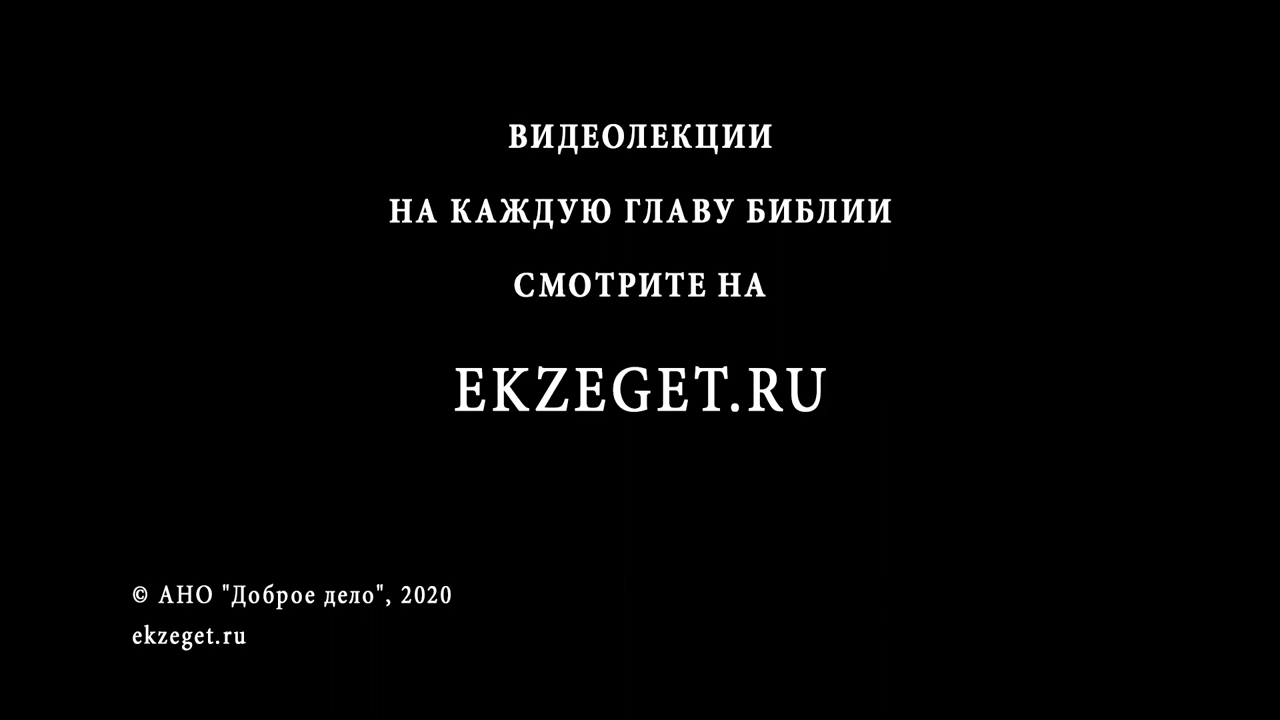 ВИДЕОЛЕКЦИИ
НА КАЖДУЮ ГЛАВУ БИБЛИИ
СМОТРИТЕ НА
EKZEGET.RU
© АНО "Доброе дело", 2020
ekzeget.ru